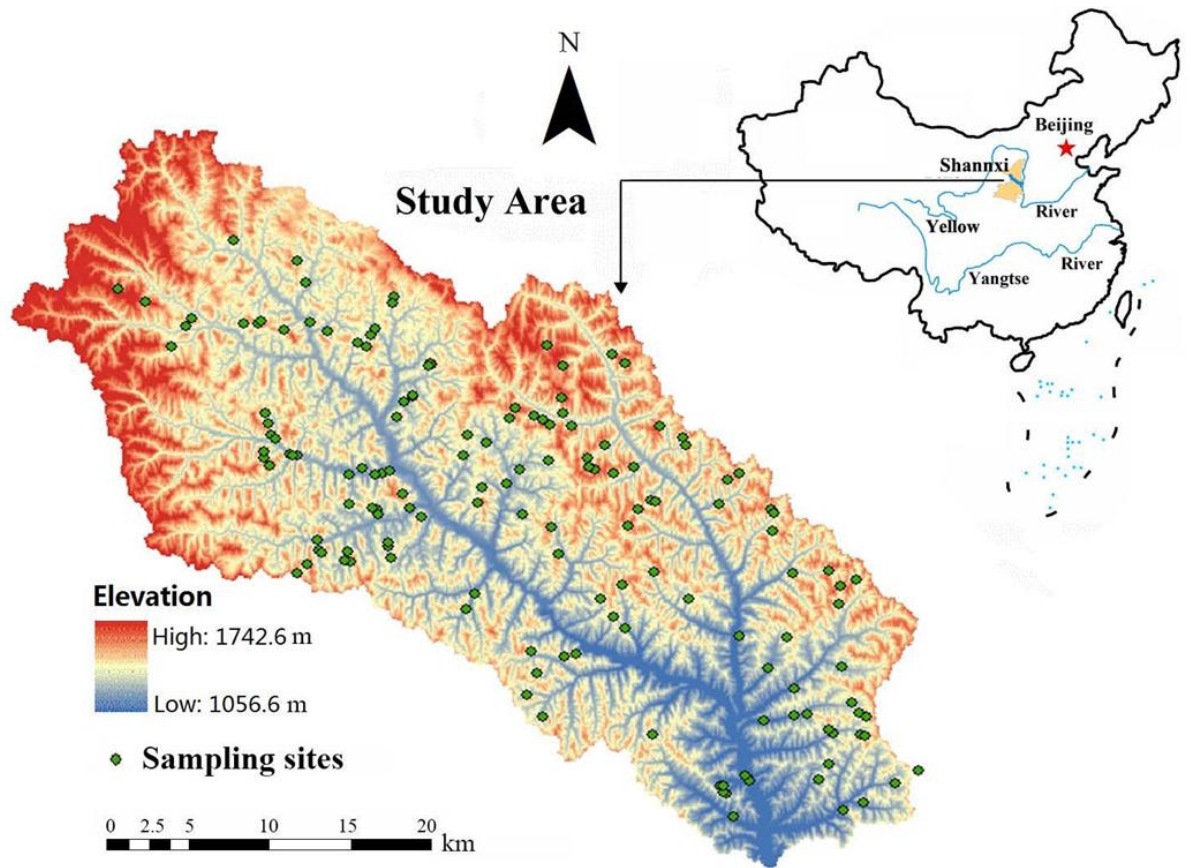 N
Study Area
Beijing
Shannxi
Yellow
River
Yangtse
River
Elevation
High: 1742.6 m
Low: 1056.6 m
Sampling sites
0 2.5 5 10 15 20
km